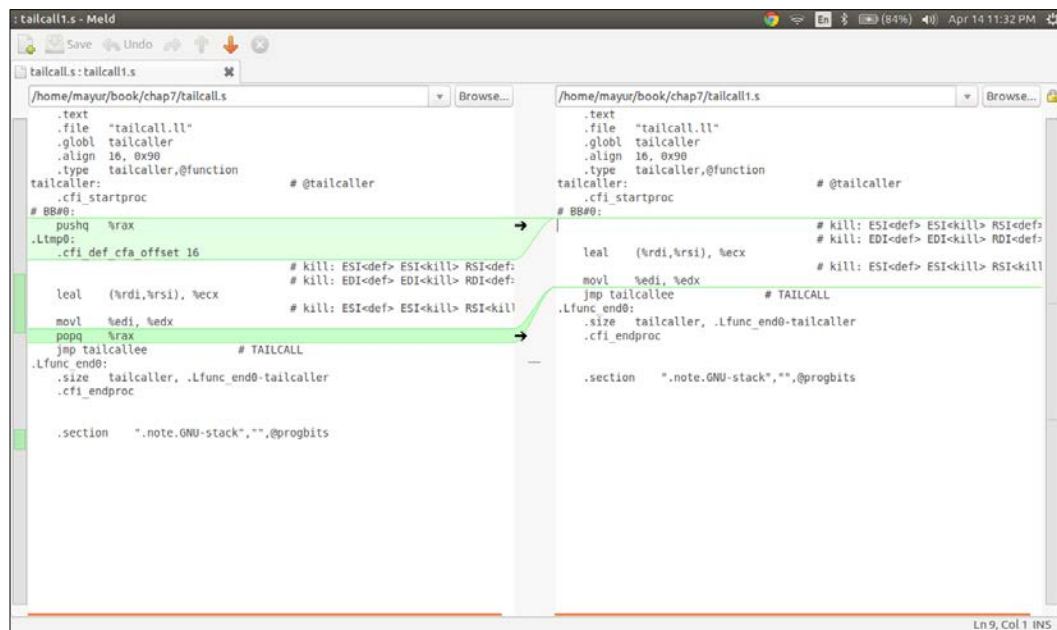 : tailcall1.s - Meld
En (84%) Apr 14 11:32 PM
Save Undo
tailcall.s : tailcall1.s
/home/mayur/book/chap7/tailcall.s Browse...
.text
.file "tailcall.ll"
.globl tailcaller
.align 16, 0x90
.type tailcaller,@function
tailcaller: # @tailcaller
.cfi_startproc
# BB#0:
pushq %rax
.Ltmp0:
.cfi_def_cfa_offset 16
# kill: ESI<def> ESI<kill> RSI<def>
# kill: EDI<def> EDI<kill> RDI<def>
leal (%rdi,%rsi), %ecx
# kill: ESI<def> ESI<kill> RSI<kill
movl %edi, %edx
popq %rax
jmp tailcallee # TAILCALL
.Lfunc_end0:
.size tailcaller, .Lfunc_end0-tailcaller
.cfi_endproc
.section ".note.GNU-stack","",@progbits
/home/mayur/book/chap7/tailcall1.s Browse...
.text
.file "tailcall.ll"
.globl tailcaller
.align 16, 0x90
.type tailcaller,@function
tailcaller: # @tailcaller
.cfi_startproc
# BB#0:
# kill: ESI<def> ESI<kill> RSI<def>
# kill: EDI<def> EDI<kill> RDI<def>
leal (%rdi,%rsi), %ecx
# kill: ESI<def> ESI<kill> RSI<kill
movl %edi, %edx
jmp tailcallee # TAILCALL
.Lfunc_end0:
.size tailcaller, .Lfunc_end0-tailcaller
.cfi_endproc
.section ".note.GNU-stack","",@progbits
Ln 9, Col 1 INS